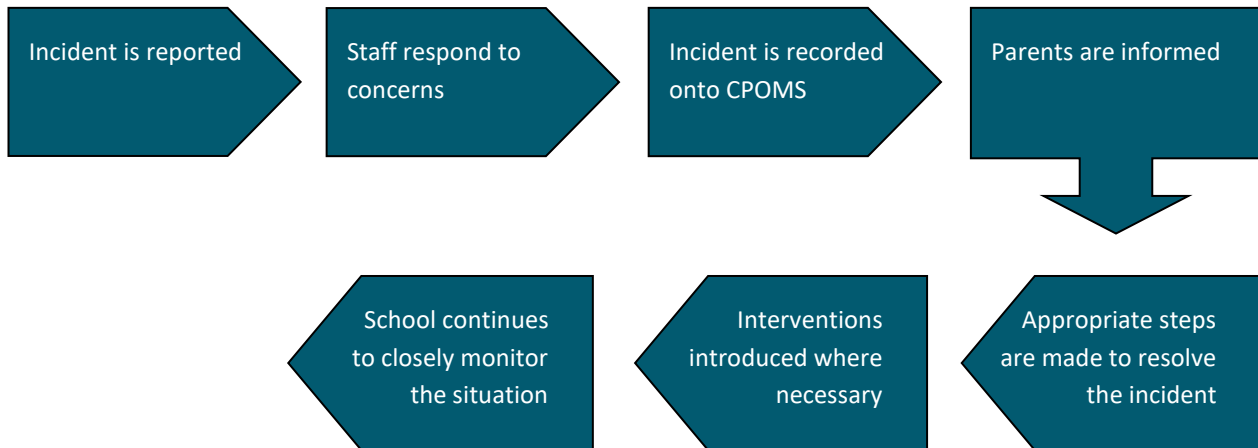 Incident is reported
Staff respond to
concerns
Incident is recorded
onto CPOMS
Parents are informed
Appropriate steps
are made to resolve
the incident
Interventions
introduced where
necessary
School continues
to closely monitor
the situation